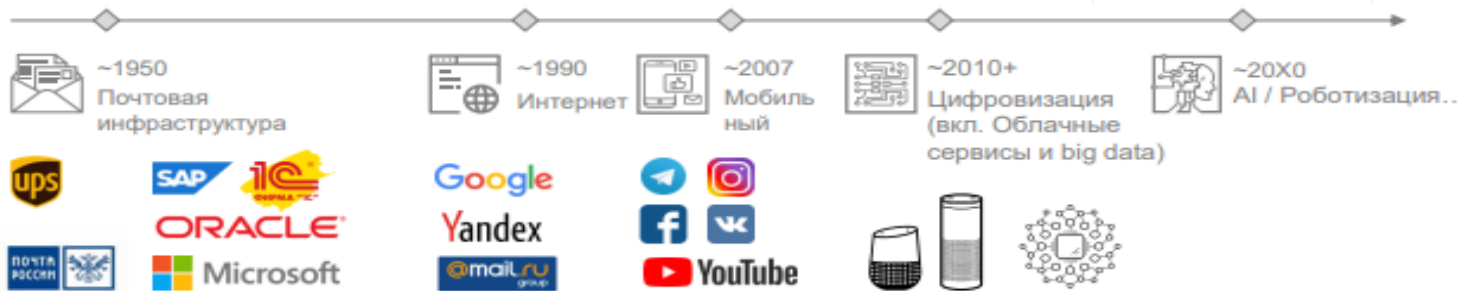 ~1950
Почтовая
инфраструктура
~1990
Интернет
~2007
Мобиль
ный
~2010+
Цифровизация
(вкл. Облачные
сервисы и big data)
~20X0
AI / Роботизация..
ups
SAP
1С
ФИРМА "1С"
ORACLE
ПОЧТА
РОССИИ
Microsoft
Google
Yandex
@mail.ru
group
f
YouTube